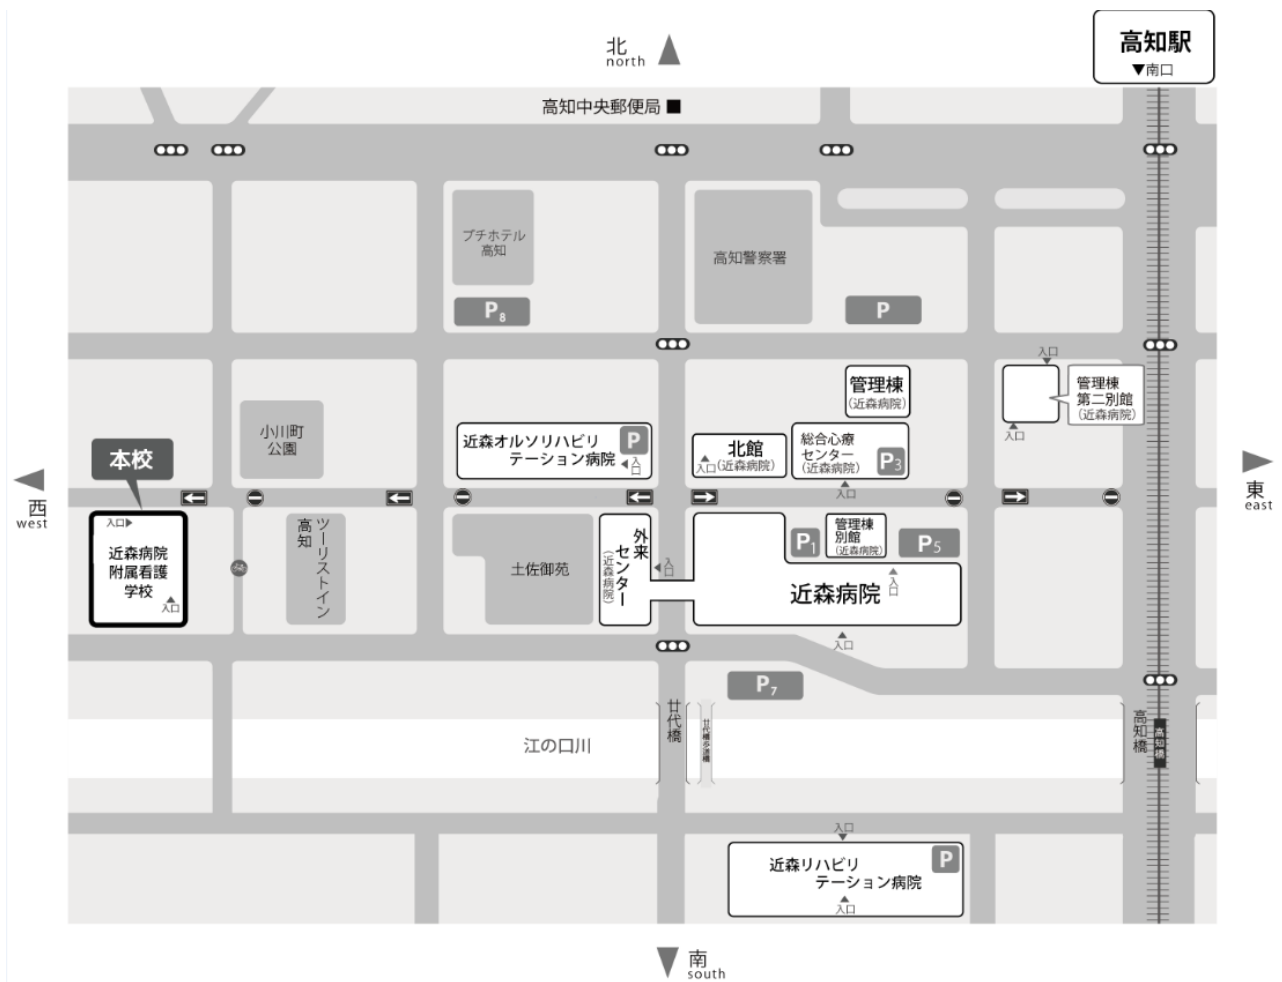 高知駅
▼南口
北
north
高知中央郵便局■
プチホテル
高知
高知警察署
P8
P
管理棟
(近森病院)
入口
管理棟
第二別館
(近森病院)
入口
小川町
公園
近森オルソリハビリ
テーション病院
P
入口
北館
入口
(近森病院)
総合心療
センター
(近森病院)
P3
入口
本校
西
west
東
east
入口
近森病院
附属看護
学校
入口
ツーリストイン
高知
土佐御苑
外来
センター
(近森病院)
入口
P1
管理棟
別館
(近森病院)
P5
近森病院
入口
入口
P7
廿代橋
廿代橋歩道橋
江の口川
高知橋
高知橋
入口
近森リハビリ
テーション病院
P
入口
南
south